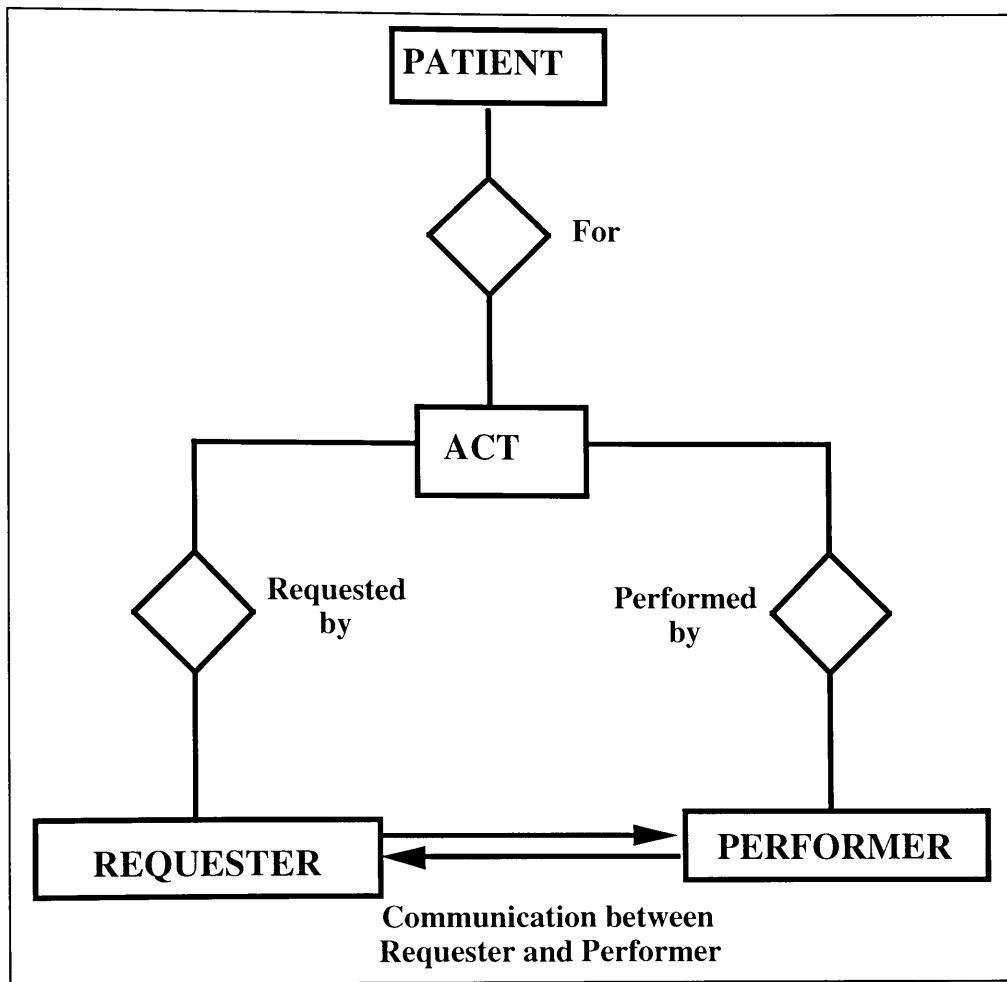 PATIENT
For
ACT
Requested
by
Performed
by
REQUESTER
PERFORMER
Communication between
Requester and Performer